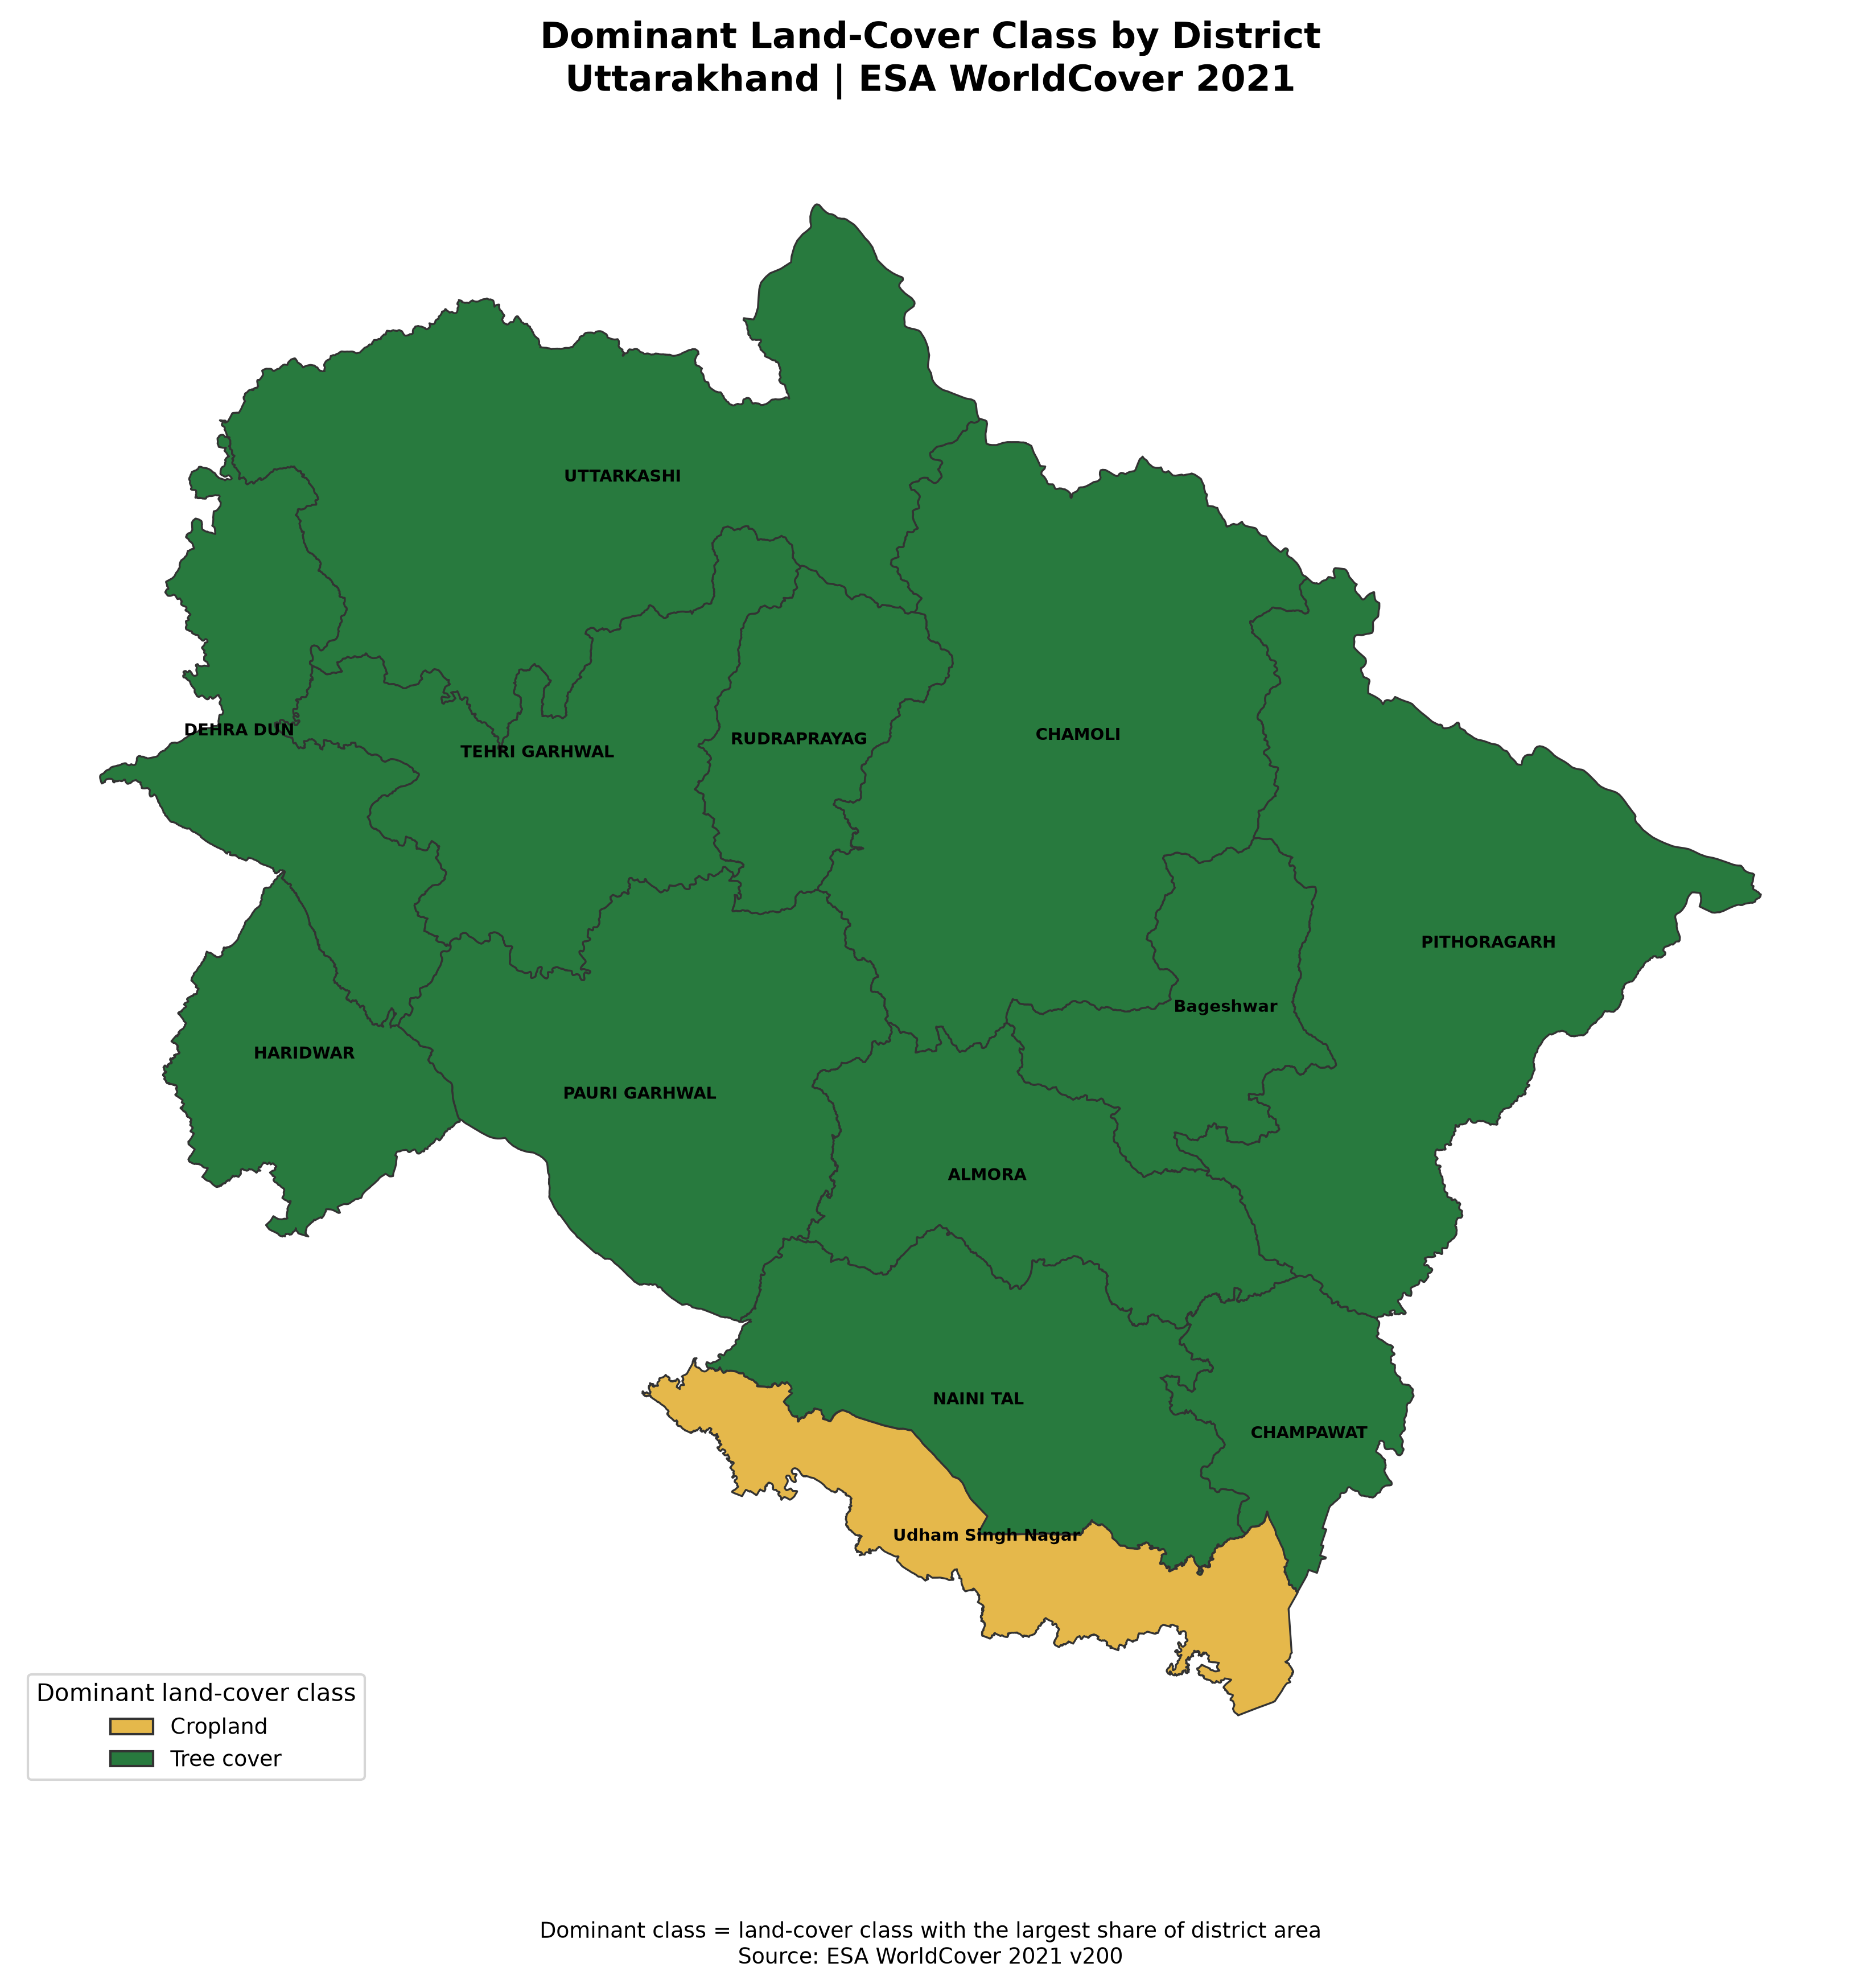 Dominant Land-Cover Class by District
Uttarakhand | ESA WorldCover 2021
UTTARKASHI
DEHRA DUN
TEHRI GARHWAL
RUDRAPRAYAG
CHAMOLI
PITHORAGARH
Bageshwar
HARIDWAR
PAURI GARHWAL
ALMORA
NAINI TAL
CHAMPAWAT
Udham Singh Nagar
Dominant land-cover class
Cropland
Tree cover
Dominant class = land-cover class with the largest share of district area
Source: ESA WorldCover 2021 v200